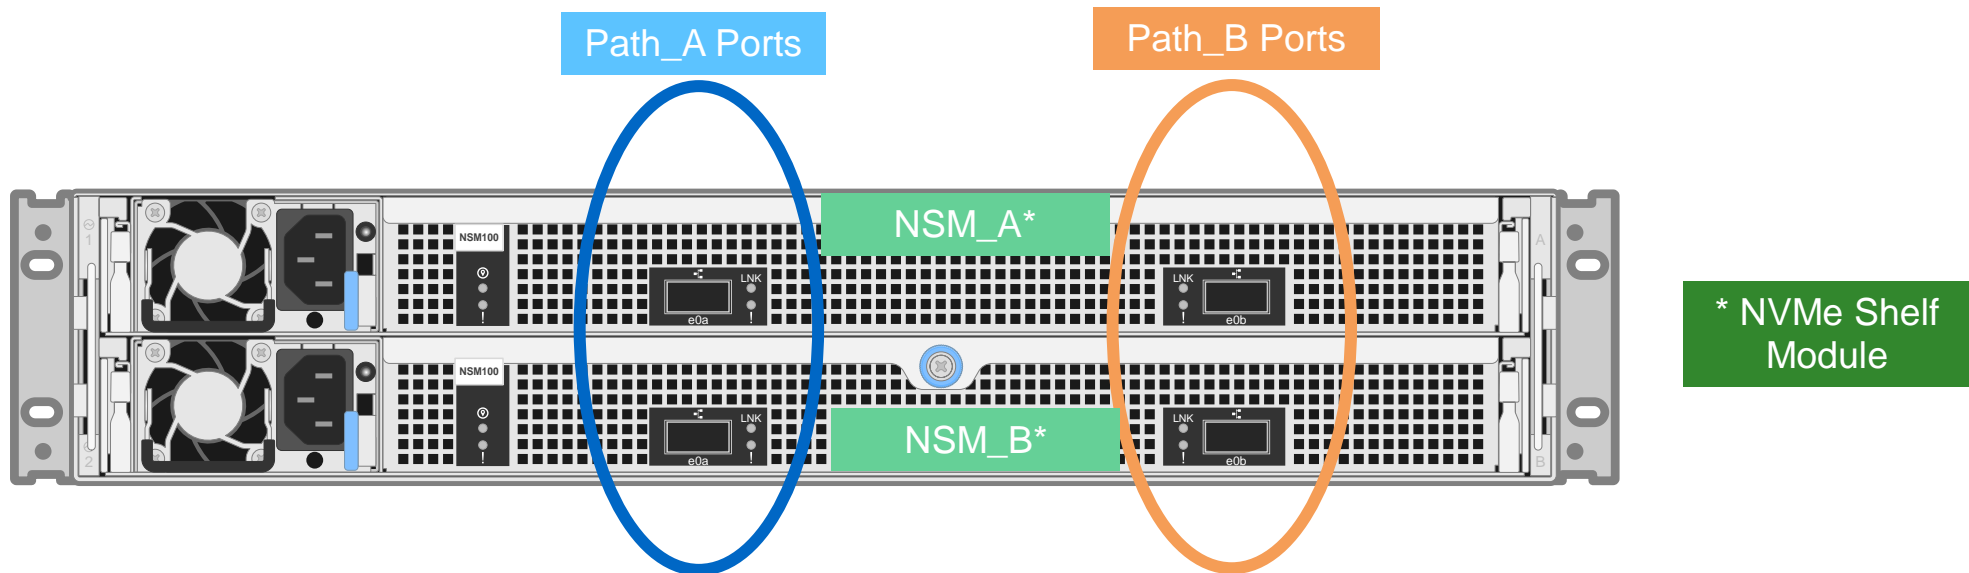 Path_A Ports
Path_B Ports
NSM_A*
1
NSM100
LNK
LNK
A
!
e0a
!
!
e0b
* NVMe Shelf
Module
NSM100
LNK
LNK
NSM_B*
2
!
e0a
!
!
e0b
B